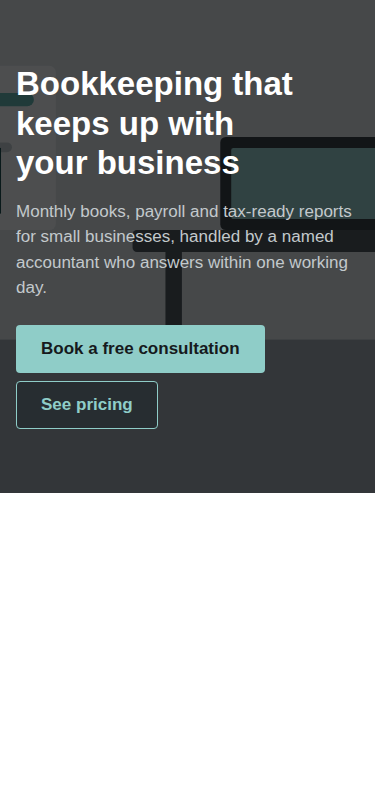 Bookkeeping that
keeps up with
your business
Monthly books, payroll and tax-ready reports
for small businesses, handled by a named
accountant who answers within one working
day.
Book a free consultation
See pricing